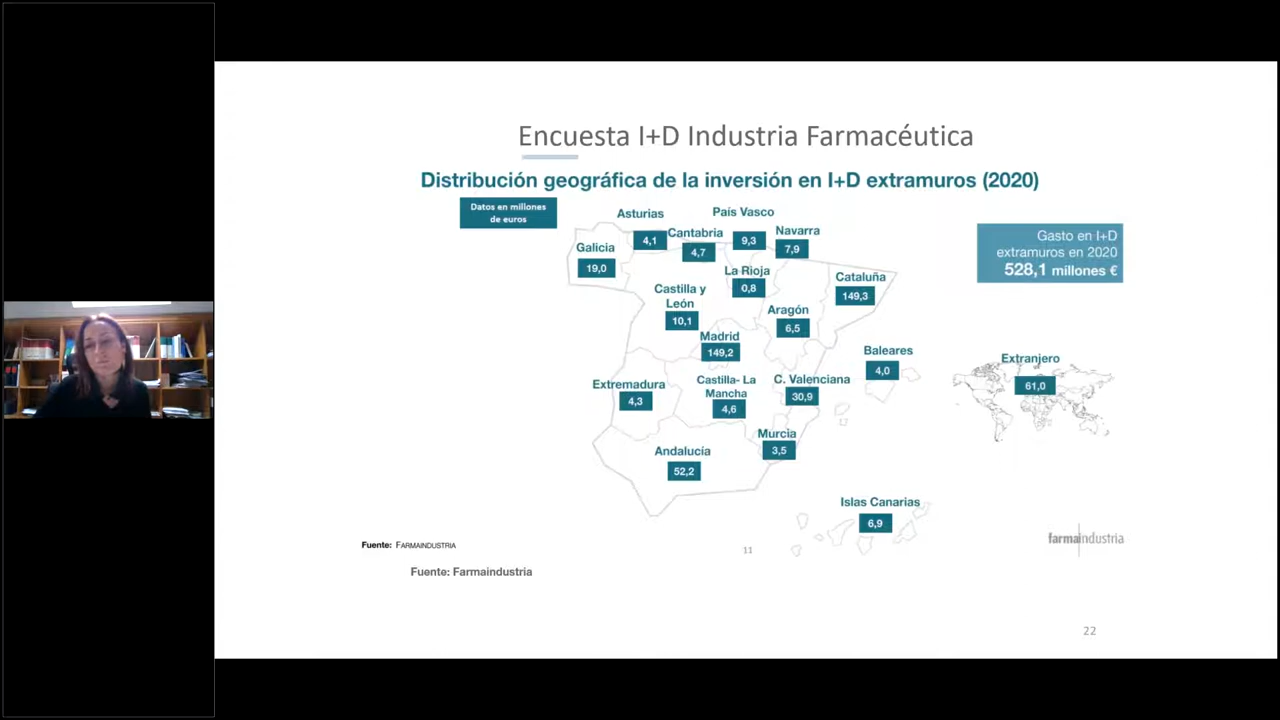 Encuesta I+D Industria Farmacéutica
Distribución geográfica de la inversión en I+D extramuros (2020)
Datos en millones
de euros
Asturias
4,1
Cantabria
4,7
País Vasco
9,3
Navarra
7,9
Galicia
19,0
La Rioja
0,8
Cataluña
149,3
Castilla y
León
10,1
Aragón
6,5
Madrid
149,2
Baleares
4,0
Extremadura
4,3
Castilla- La
Mancha
4,6
C. Valenciana
30,9
Murcia
3,5
Andalucía
52,2
Islas Canarias
6,9
Gasto en I+D
extramuros en 2020
528,1 millones €
Extranjero
61,0
Fuente: FARMAINDUSTRIA
11
farmaindustria
Fuente: Farmaindustria
22